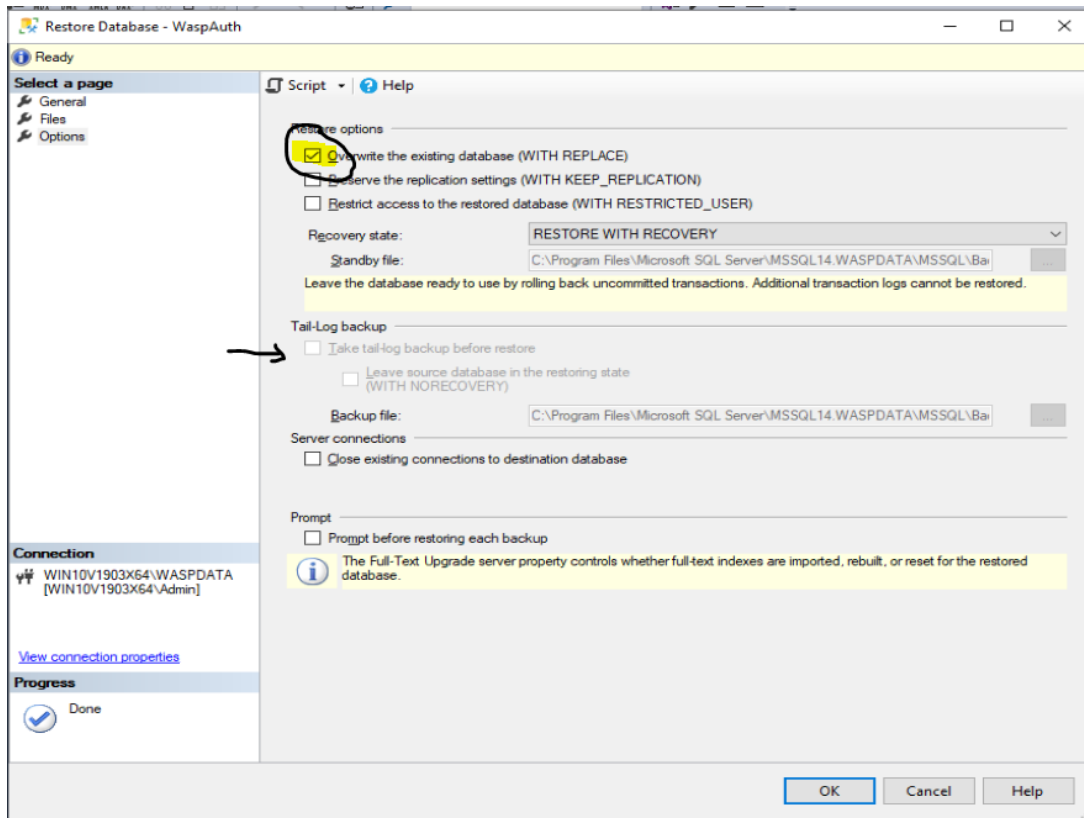 Restore Database - WaspAuth
Ready
Select a page
General
Files
Options
Script
Help
Restore options
Overwrite the existing database (WITH REPLACE)
Preserve the replication settings (WITH KEEP_REPLICATION)
Restrict access to the restored database (WITH RESTRICTED_USER)
Recovery state:
RESTORE WITH RECOVERY
Standby file:
C:\Program Files\Microsoft SQL Server\MSSQL14.WASPDATA\MSSQL\Ba
...
Leave the database ready to use by rolling back uncommitted transactions. Additional transaction logs cannot be restored.
Tail-Log backup
Take tail-log backup before restore
Leave source database in the restoring state
(WITH NORECOVERY)
Backup file:
C:\Program Files\Microsoft SQL Server\MSSQL14.WASPDATA\MSSQL\Ba
...
Server connections
Close existing connections to destination database
Prompt
Prompt before restoring each backup
The Full-Text Upgrade server property controls whether full-text indexes are imported, rebuilt, or reset for the restored
database.
Connection
WIN10V1903X64\WASPDATA
[WIN10V1903X64\Admin]
View connection properties
Progress
Done
OK
Cancel
Help